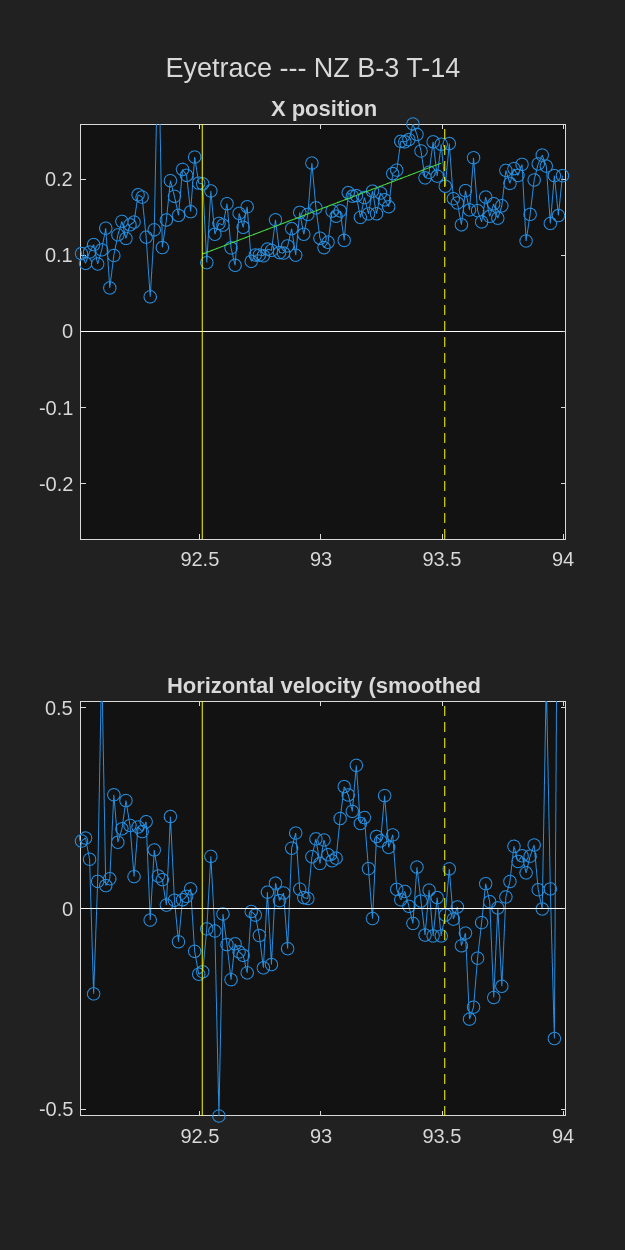 Eyetrace --- NZ B-3 T-14
X position
0.2
0.1
0
-0.1
-0.2
92.5 93 93.5 94
Horizontal velocity (smoothed
0.5
0
-0.5
92.5 93 93.5 94